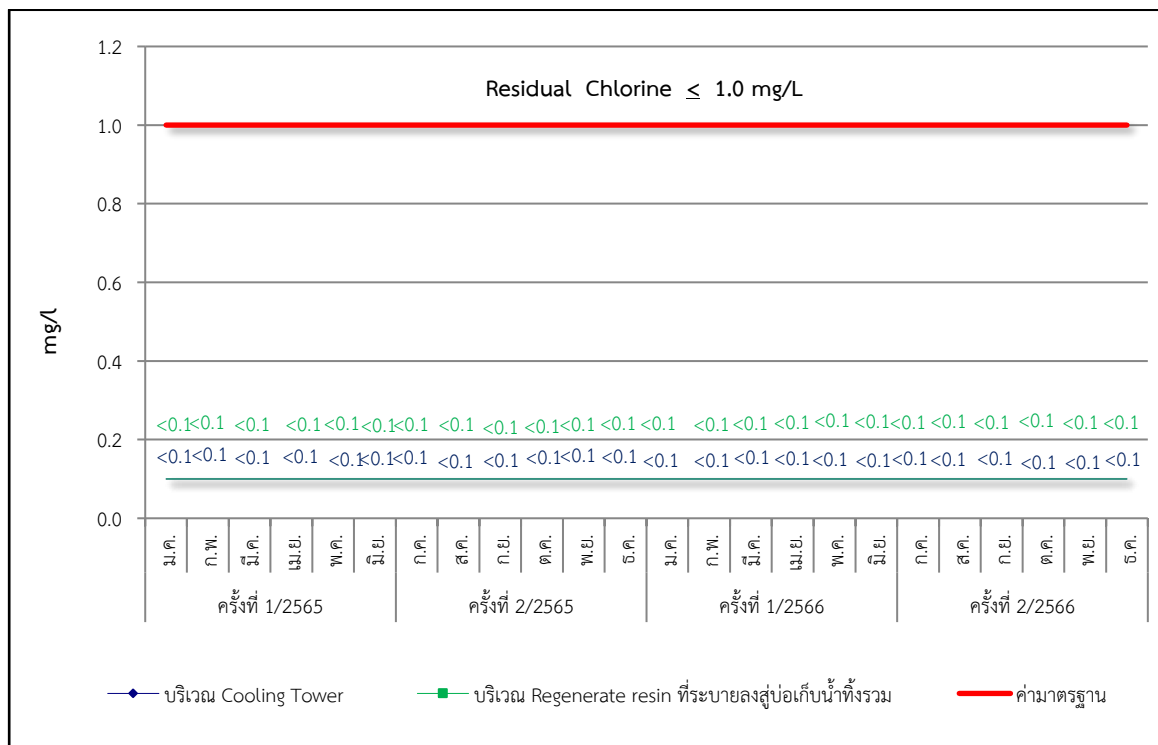 1.2
Residual Chlorine ≤ 1.0 mg/L
1.0
0.8
0.6
mg/l
0.4
<0.1 <0.1 <0.1 <0.1 <0.1 <0.1 <0.1 <0.1 <0.1 <0.1 <0.1 <0.1 <0.1 <0.1 <0.1 <0.1 <0.1 <0.1 <0.1 <0.1 <0.1 <0.1 <0.1 <0.1
0.2
<0.1 <0.1 <0.1 <0.1 <0.1 <0.1 <0.1 <0.1 <0.1 <0.1 <0.1 <0.1 <0.1 <0.1 <0.1 <0.1 <0.1 <0.1 <0.1 <0.1 <0.1 <0.1 <0.1 <0.1
0.0
ม.ค. ก.พ. มี.ค. เม.ย. พ.ค. มิ.ย. ก.ค. ส.ค. ก.ย. ต.ค. พ.ย. ธ.ค. ม.ค. ก.พ. มี.ค. เม.ย. พ.ค. มิ.ย. ก.ค. ส.ค. ก.ย. ต.ค. พ.ย. ธ.ค.
ครั้งที่ 1/2565 ครั้งที่ 2/2565 ครั้งที่ 1/2566 ครั้งที่ 2/2566
บริเวณ Cooling Tower บริเวณ Regenerate resin ที่ระบายลงสู่บ่อเก็บน้ำทิ้งรวม ค่ามาตรฐาน